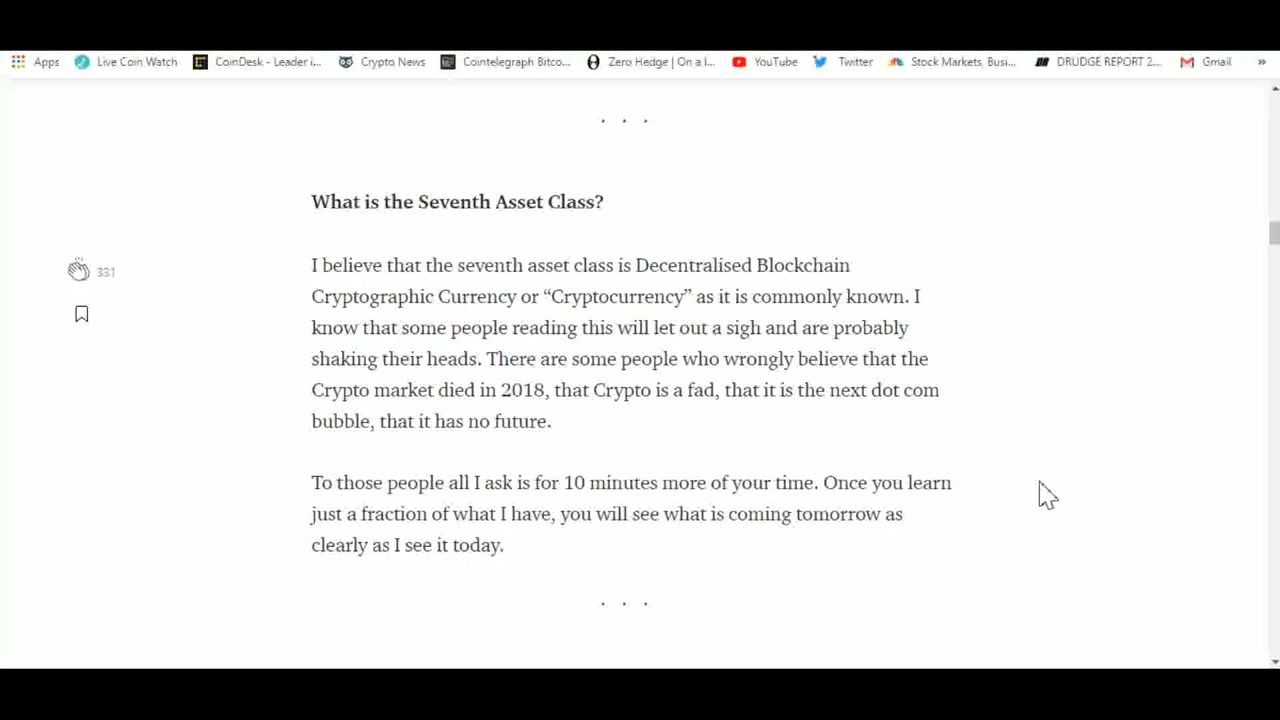 Apps Live Coin Watch CoinDesk - Leader i... Crypto News Cointelegraph Bitco... Zero Hedge | On a l... YouTube Twitter Stock Markets, Busi... DRUDGE REPORT 2... Gmail »
. . .
What is the Seventh Asset Class?
I believe that the seventh asset class is Decentralised Blockchain
Cryptographic Currency or “Cryptocurrency” as it is commonly known. I
331
know that some people reading this will let out a sigh and are probably
shaking their heads. There are some people who wrongly believe that the
Crypto market died in 2018, that Crypto is a fad, that it is the next dot com
bubble, that it has no future.
To those people all I ask is for 10 minutes more of your time. Once you learn
just a fraction of what I have, you will see what is coming tomorrow as
clearly as I see it today.
. . .